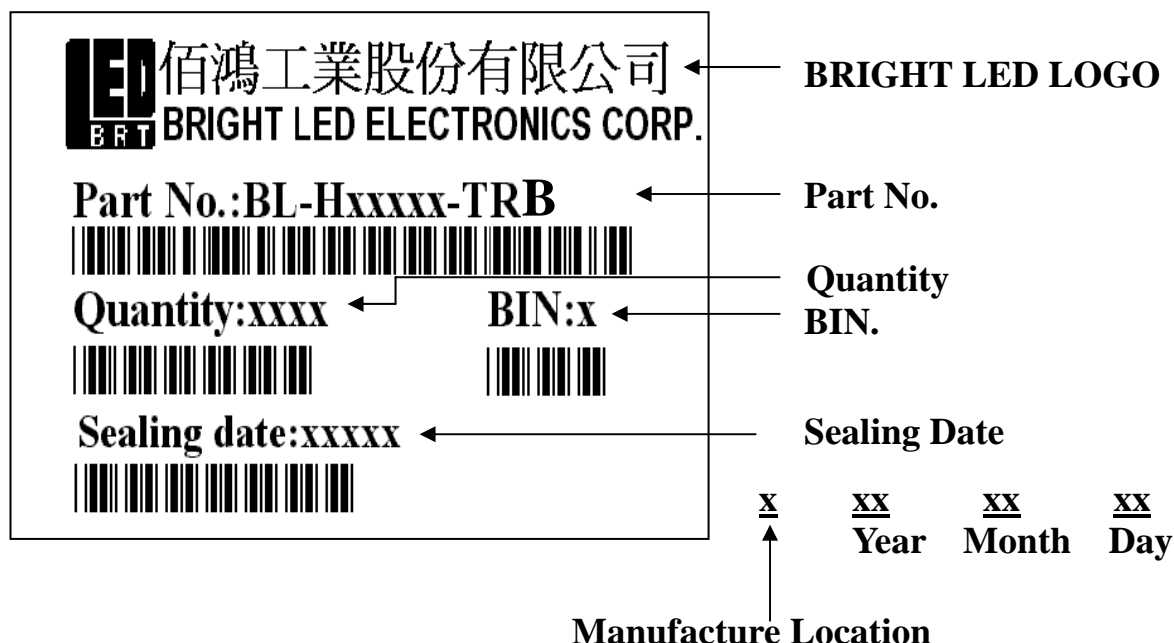 LED 佰鴻工業股份有限公司 BRIGHT LED LOGO
BRT BRIGHT LED ELECTRONICS CORP.
Part No.:BL-Hxxxxx-TRB Part No.
Quantity
Quantity:xxxx BIN:x BIN.
Sealing date:xxxxx Sealing Date
x xx xx xx
Year Month Day
Manufacture Location